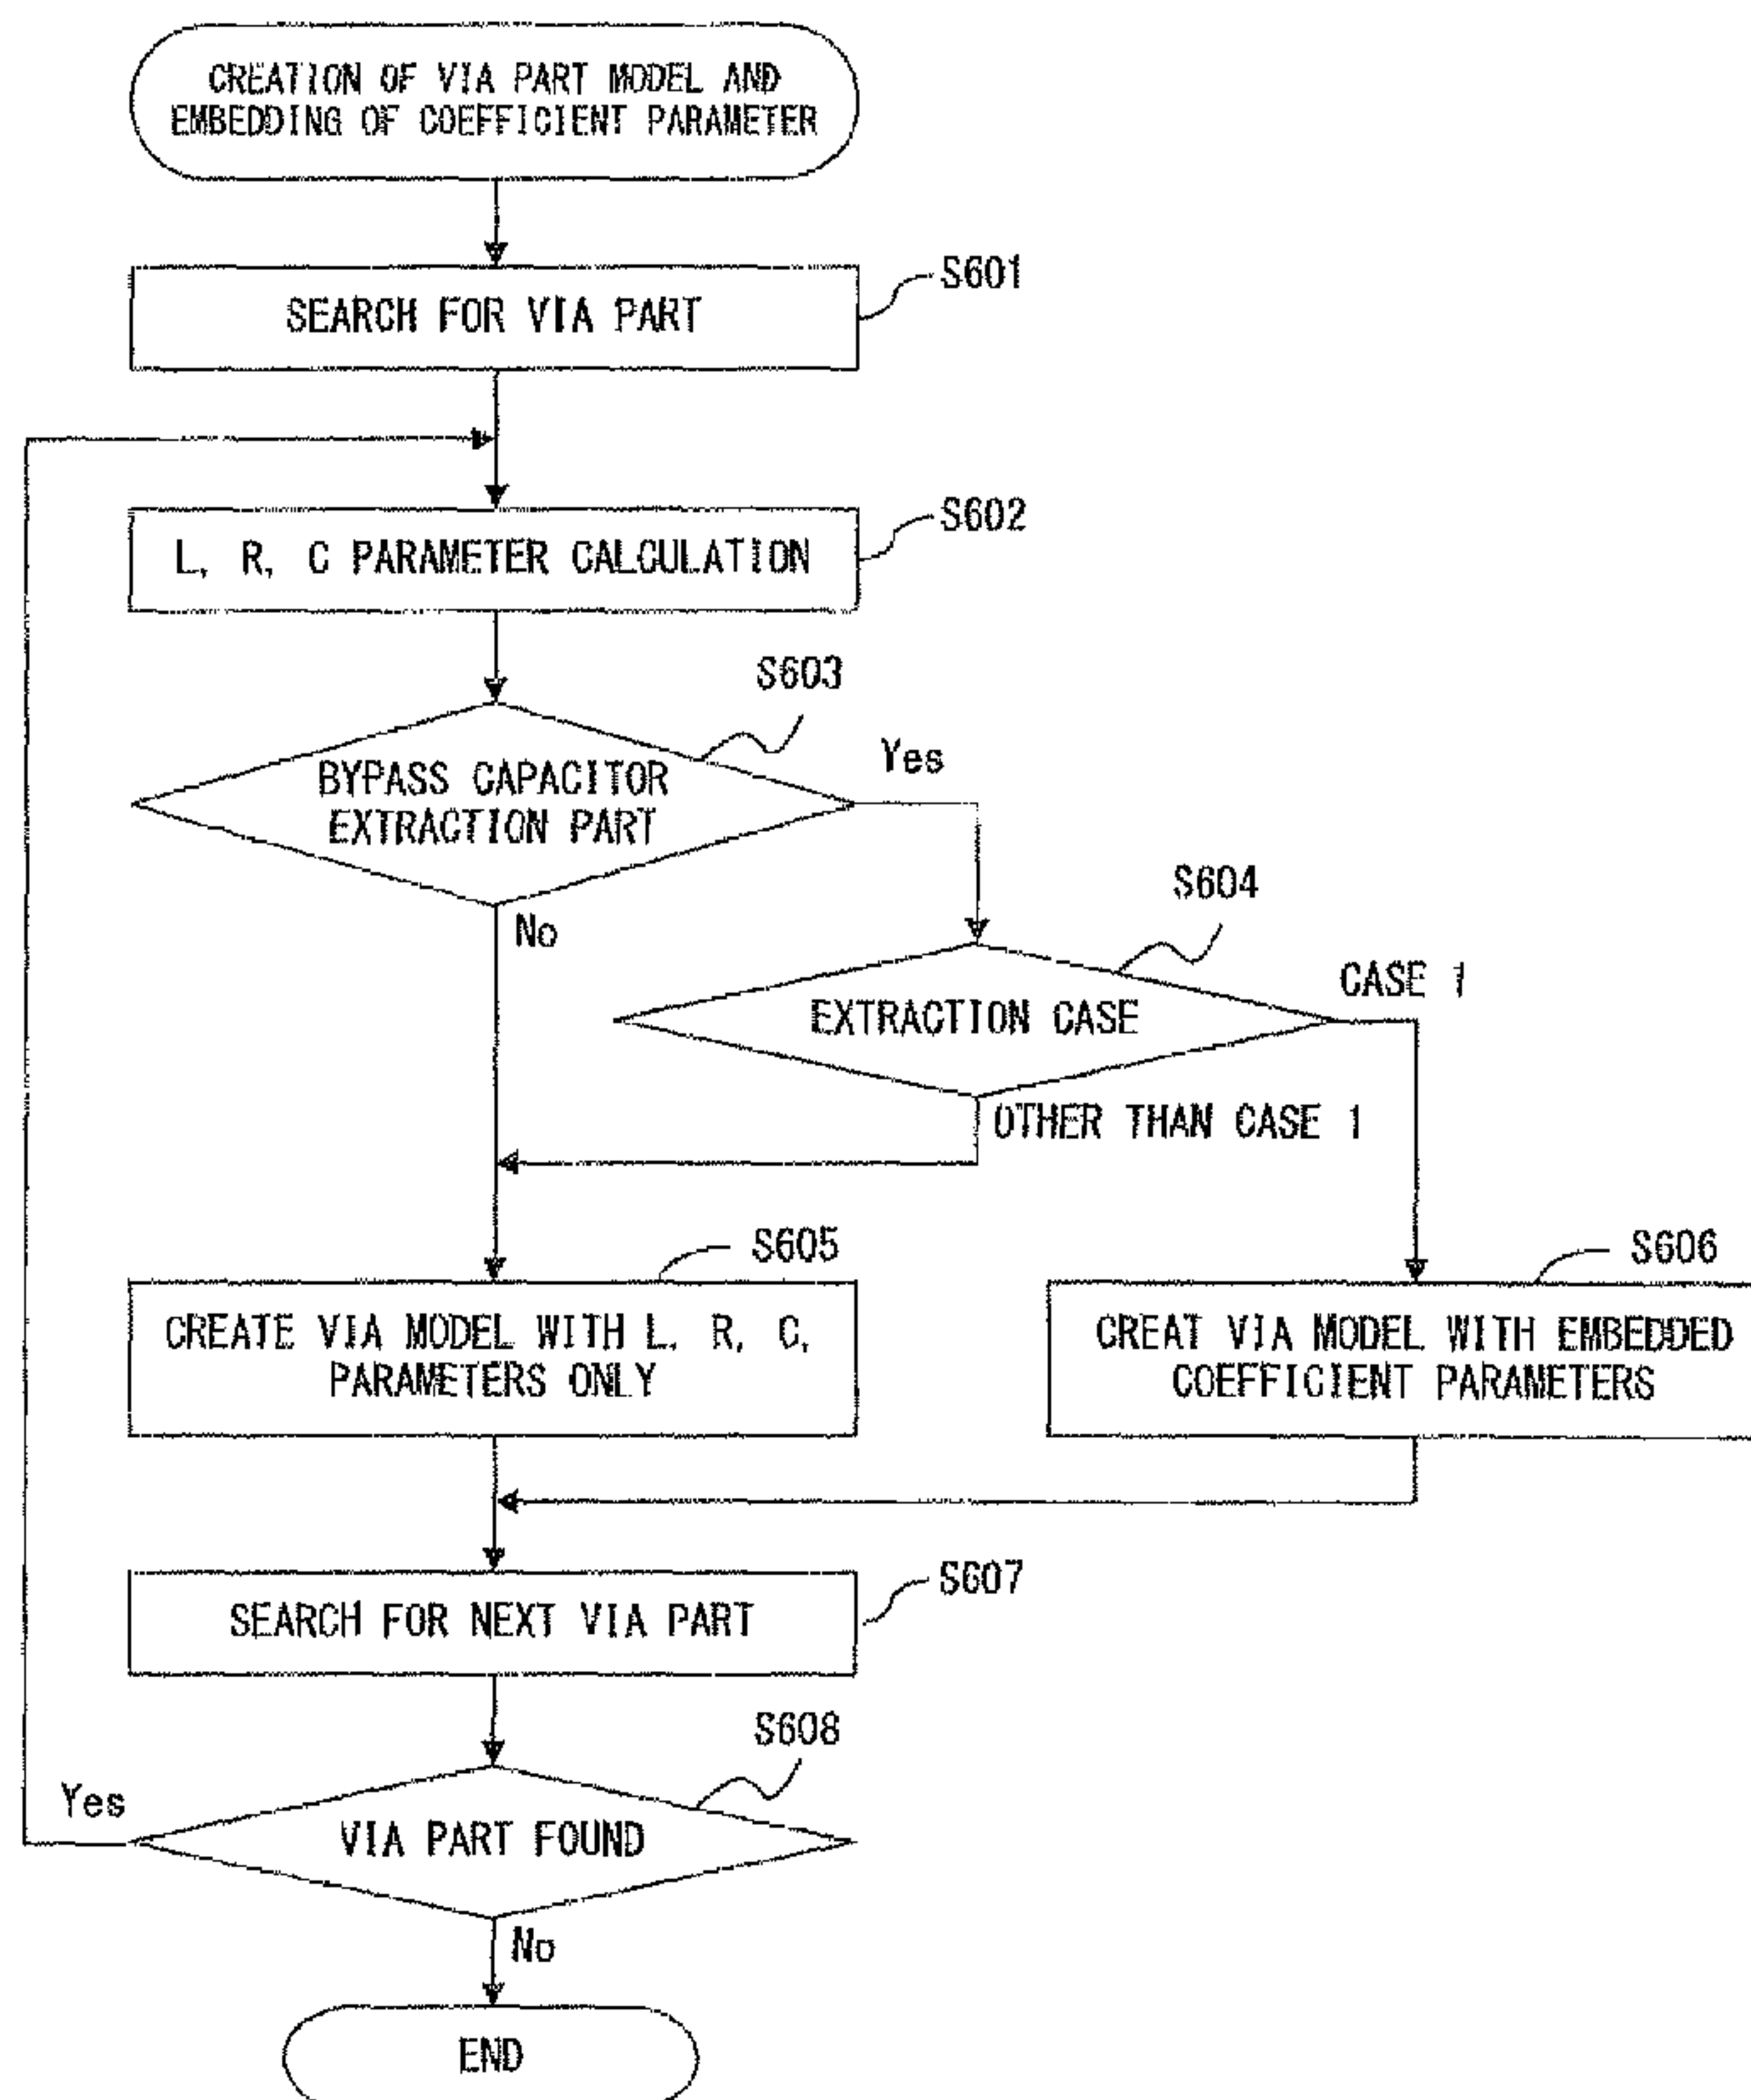 CREATION OF VIA PART MODEL AND
EMBEDDING OF COEFFICIENT PARAMETER
SEARCH FOR VIA PART
S601
L, R, C PARAMETER CALCULATION
S602
S603
BYPASS CAPACITOR
EXTRACTION PART
Yes
No
S604
EXTRACTION CASE
CASE 1
OTHER THAN CASE 1
S605
CREATE VIA MODEL WITH L, R, C,
PARAMETERS ONLY
S606
CREAT VIA MODEL WITH EMBEDDED
COEFFICIENT PARAMETERS
SEARCH FOR NEXT VIA PART
S607
S608
Yes
VIA PART FOUND
No
END